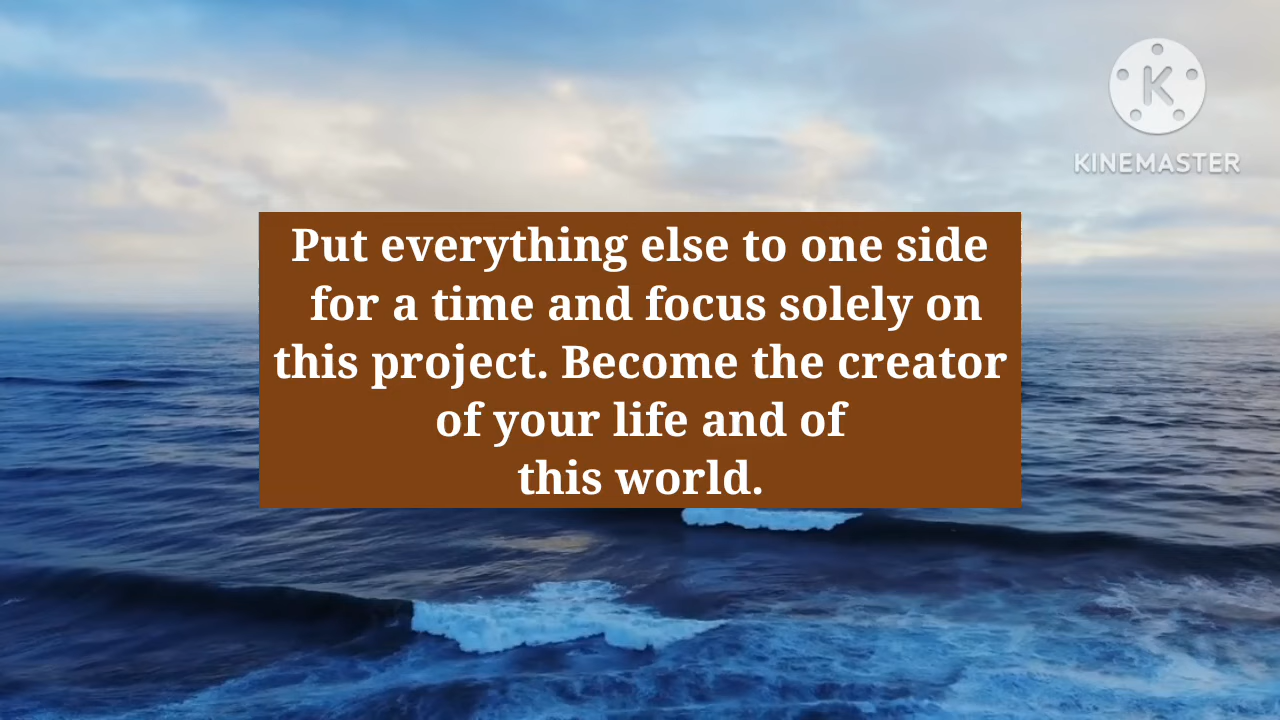 K
KINEMASTER
Put everything else to one side
for a time and focus solely on
this project. Become the creator
of your life and of
this world.